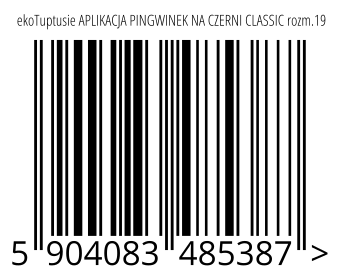 ekoTuptusie APLIKACJA PINGWINEK NA CZERNI CLASSIC rozm.19
5 904083 485387 >